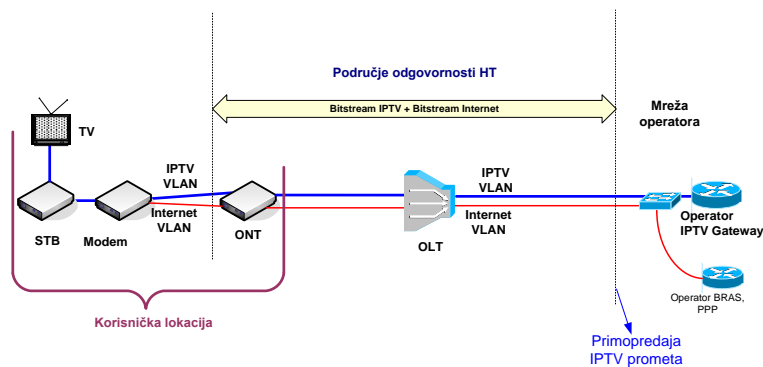 Područje odgovornosti HT
Bitstream IPTV + Bitstream Internet
Mreža
operatora
TV
IPTV
VLAN
Internet
VLAN
STB
Modem
ONT
OLT
IPTV
VLAN
Internet
VLAN
Operator
IPTV Gateway
Operator BRAS,
PPP
Korisnička lokacija
Primopredaja
IPTV prometa